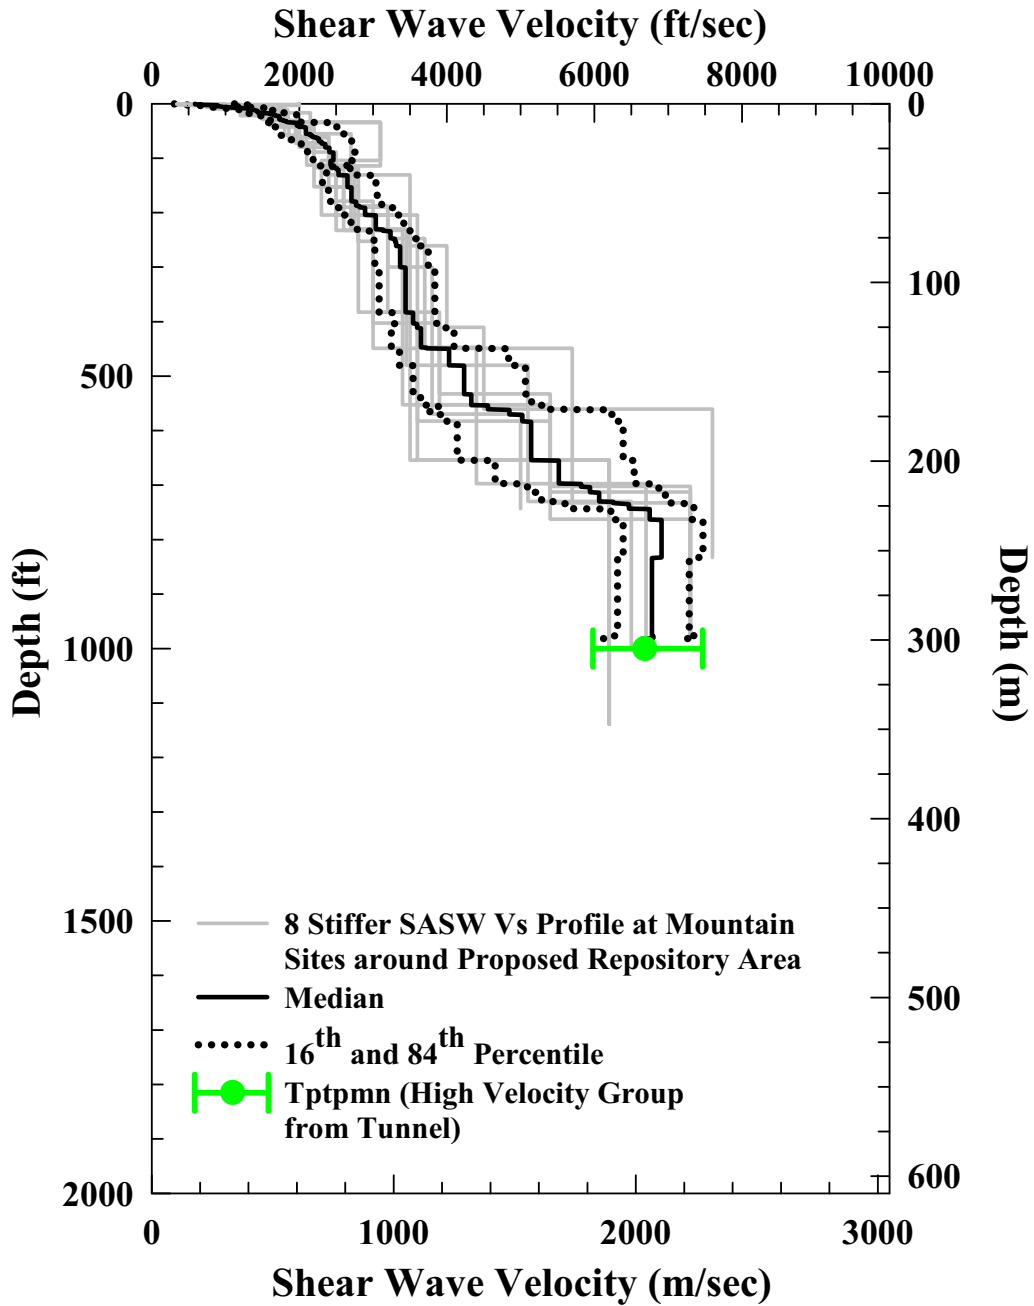 Shear Wave Velocity (ft/sec)
0 2000 4000 6000 8000 10000
0
500
1000
1500
2000
Depth (ft)
0
100
200
300
400
500
600
Depth (m)
8 Stiffer SASW Vs Profile at Mountain
Sites around Proposed Repository Area
Median
16th and 84th Percentile
Tptpmn (High Velocity Group
from Tunnel)
0 1000 2000 3000
Shear Wave Velocity (m/sec)